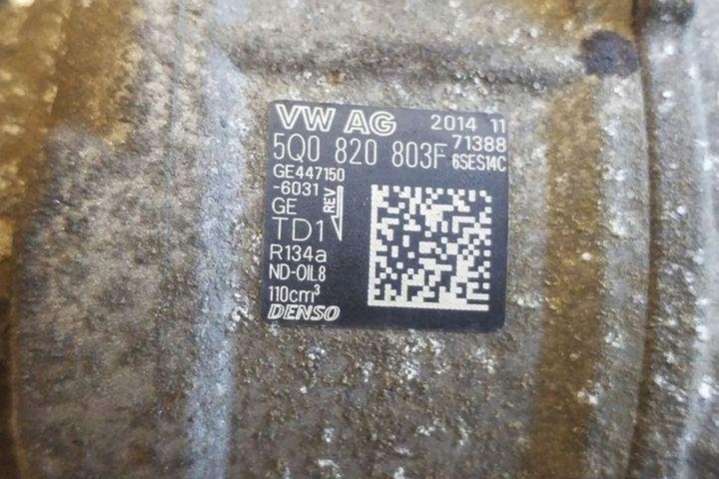 VW AG 2014 11
71388
5Q0 820 803F 6SES14C
GE447150
-6031
GE REV
TD1
R134a
ND-OIL8
110cm³
DENSO